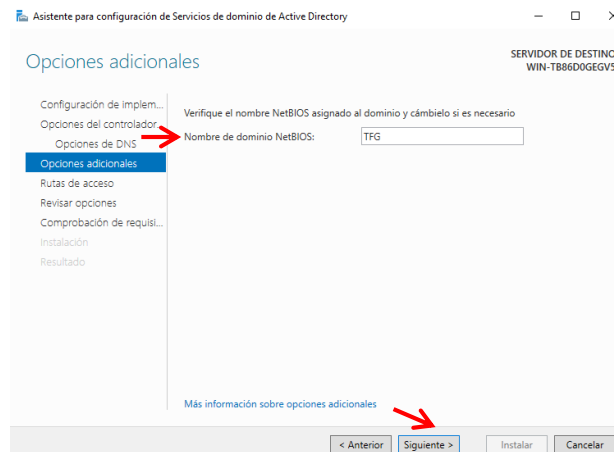 Asistente para configuración de Servicios de dominio de Active Directory
Opciones adicionales
SERVIDOR DE DESTINO
WIN-TB86D0GEGV5
Configuración de implem...
Opciones del controlador...
Opciones de DNS
Opciones adicionales
Rutas de acceso
Revisar opciones
Comprobación de requisi...
Instalación
Resultado
Verifique el nombre NetBIOS asignado al dominio y cámbielo si es necesario
Nombre de dominio NetBIOS: TFG
Más información sobre opciones adicionales
< Anterior Siguiente > Instalar Cancelar